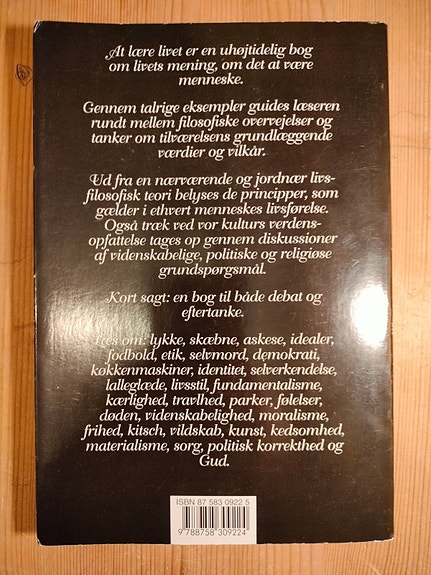 At lære livet er en uhøjtidelig bog
om livets mening, om det at være
menneske.
Gennem talrige eksempler guides læseren
rundt mellem filosofiske overvejelser og
tanker om tilværelsens grundlæggende
værdier og vilkår.
Ud fra en nærværende og jordnær livs-
filosofisk teori belyses de principper, som
gælder i ethvert menneskes livsførelse.
Også træk ved vor kulturs verdens-
opfattelse tages op gennem diskussioner
af videnskabelige, politiske og religiøse
grundspørgsmål.
Kort sagt: en bog til både debat og
eftertanke.
Læs om: lykke, skæbne, askese, idealer,
fodbold, etik, selvmord, demokrati,
køkkenmaskiner, identitet, selverkendelse,
lalleglæde, livsstil, fundamentalisme,
kærlighed, travlhed, parker, følelser,
døden, videnskabelighed, moralisme,
frihed, kitsch, vildskab, kunst, kedsomhed,
materialisme, sorg, politisk korrekthed og
Gud.
ISBN 87 583 0922 5
9 788758 309224